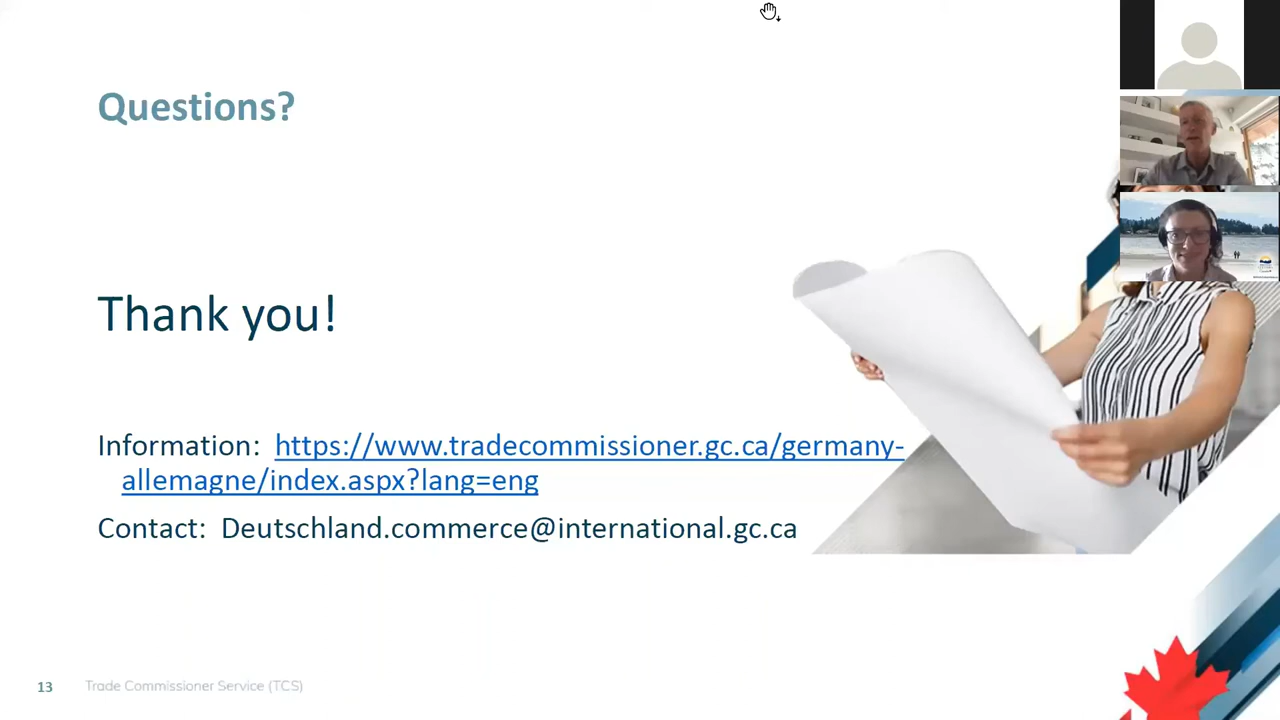 Questions?
Thank you!
Information: https://www.tradecommissioner.gc.ca/germany-
allemagne/index.aspx?lang=eng
Contact: Deutschland.commerce@international.gc.ca
13 Trade Commissioner Service (TCS)